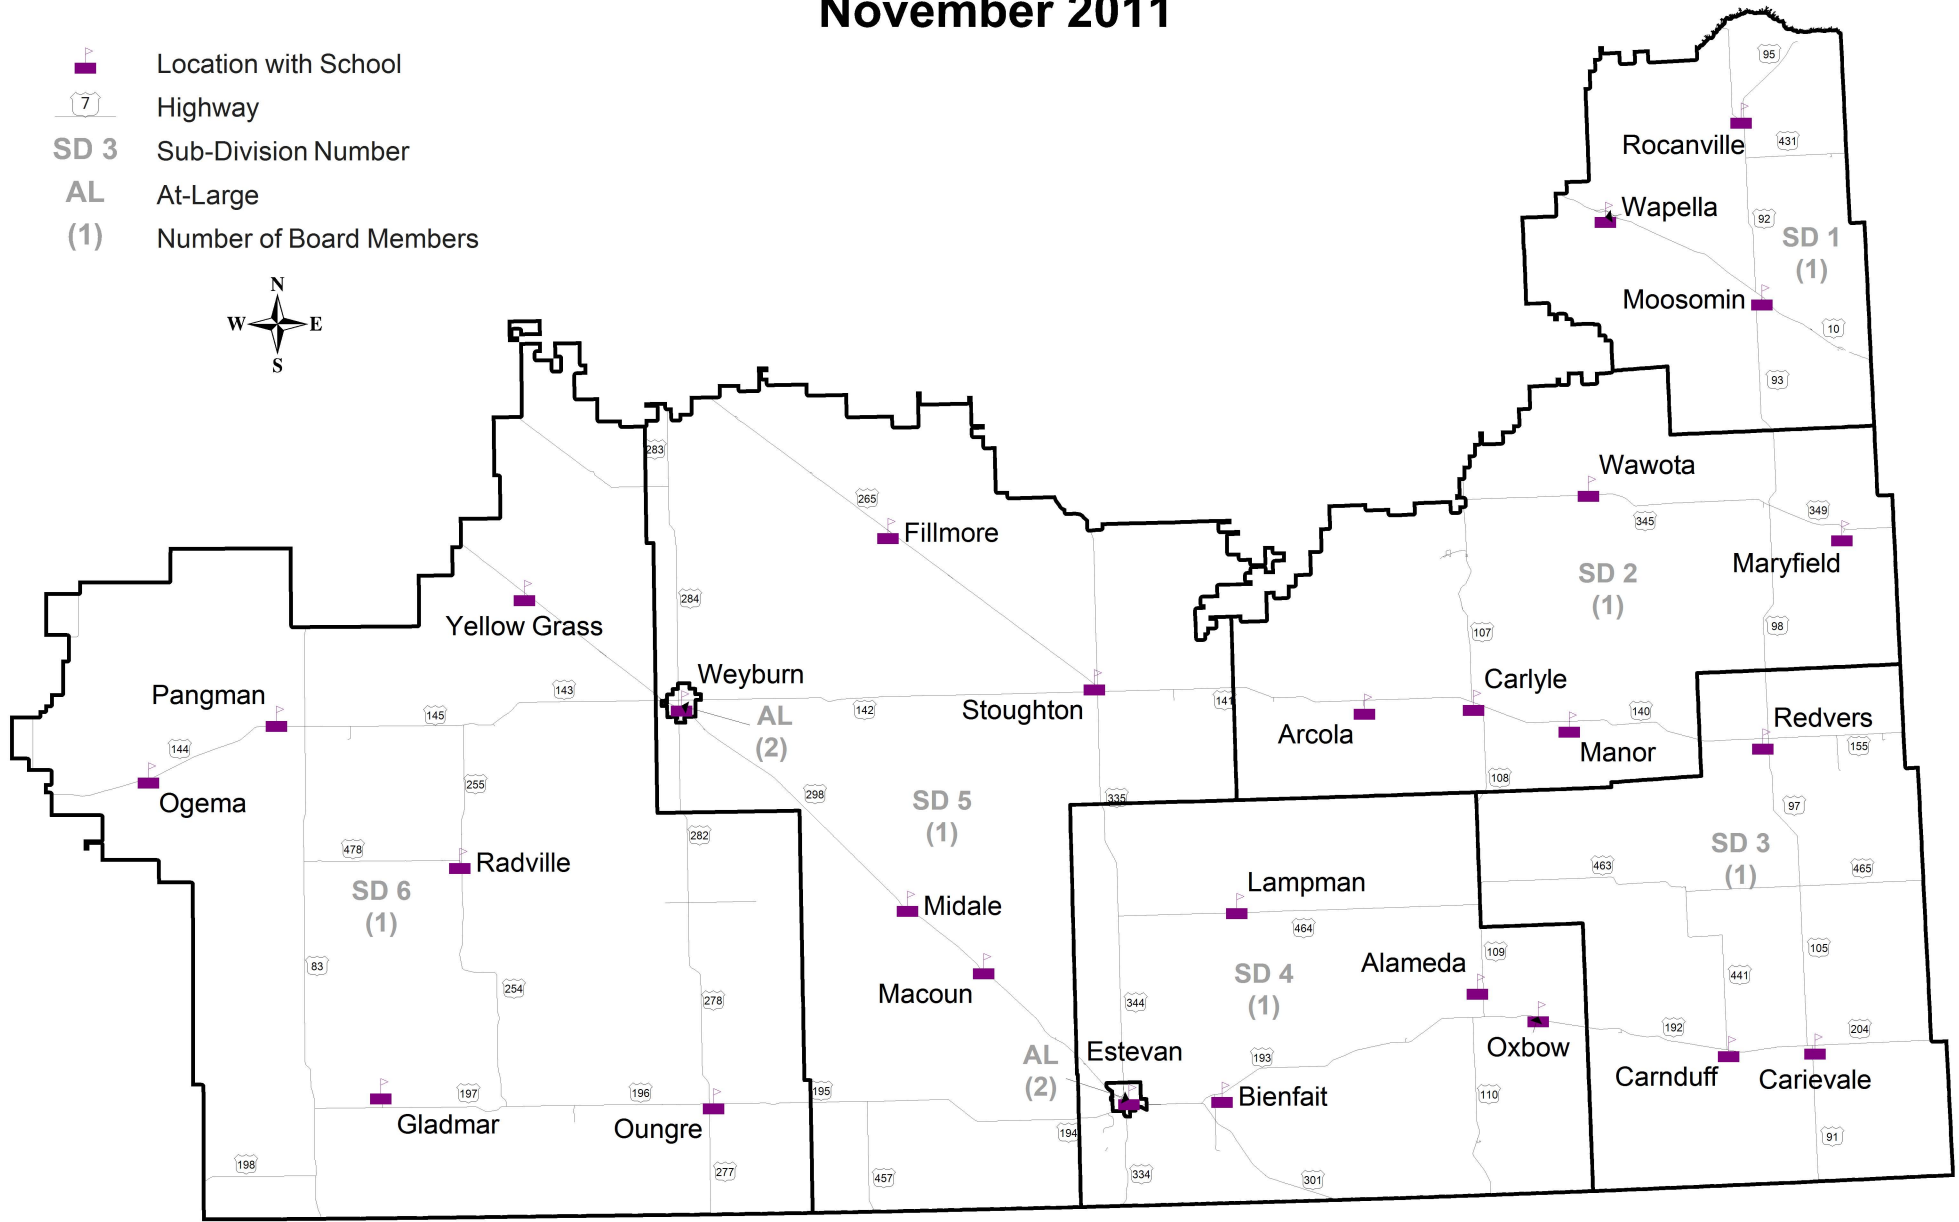 November 2011
Location with School
7
Highway
SD 3
Sub-Division Number
AL
At-Large
(1)
Number of Board Members
N
W
E
S
95
Rocanville
431
Wapella
92
SD 1
(1)
Moosomin
10
93
283
265
Fillmore
Wawota
345
349
Maryfield
SD 2
(1)
284
Yellow Grass
107
98
Weyburn
143
Pangman
145
142
Stoughton
141
Carlyle
Arcola
140
Manor
Redvers
155
AL
(2)
144
Ogema
255
298
SD 5
(1)
335
108
97
282
478
Radville
SD 6
(1)
SD 3
(1)
463
465
Lampman
464
Midale
83
254
278
Macoun
SD 4
(1)
344
Alameda
109
105
441
Oxbow
192
204
Carnduff
Carievale
AL
(2)
Estevan
193
Bienfait
110
197
196
195
Gladmar
Oungre
194
91
198
277
457
334
301